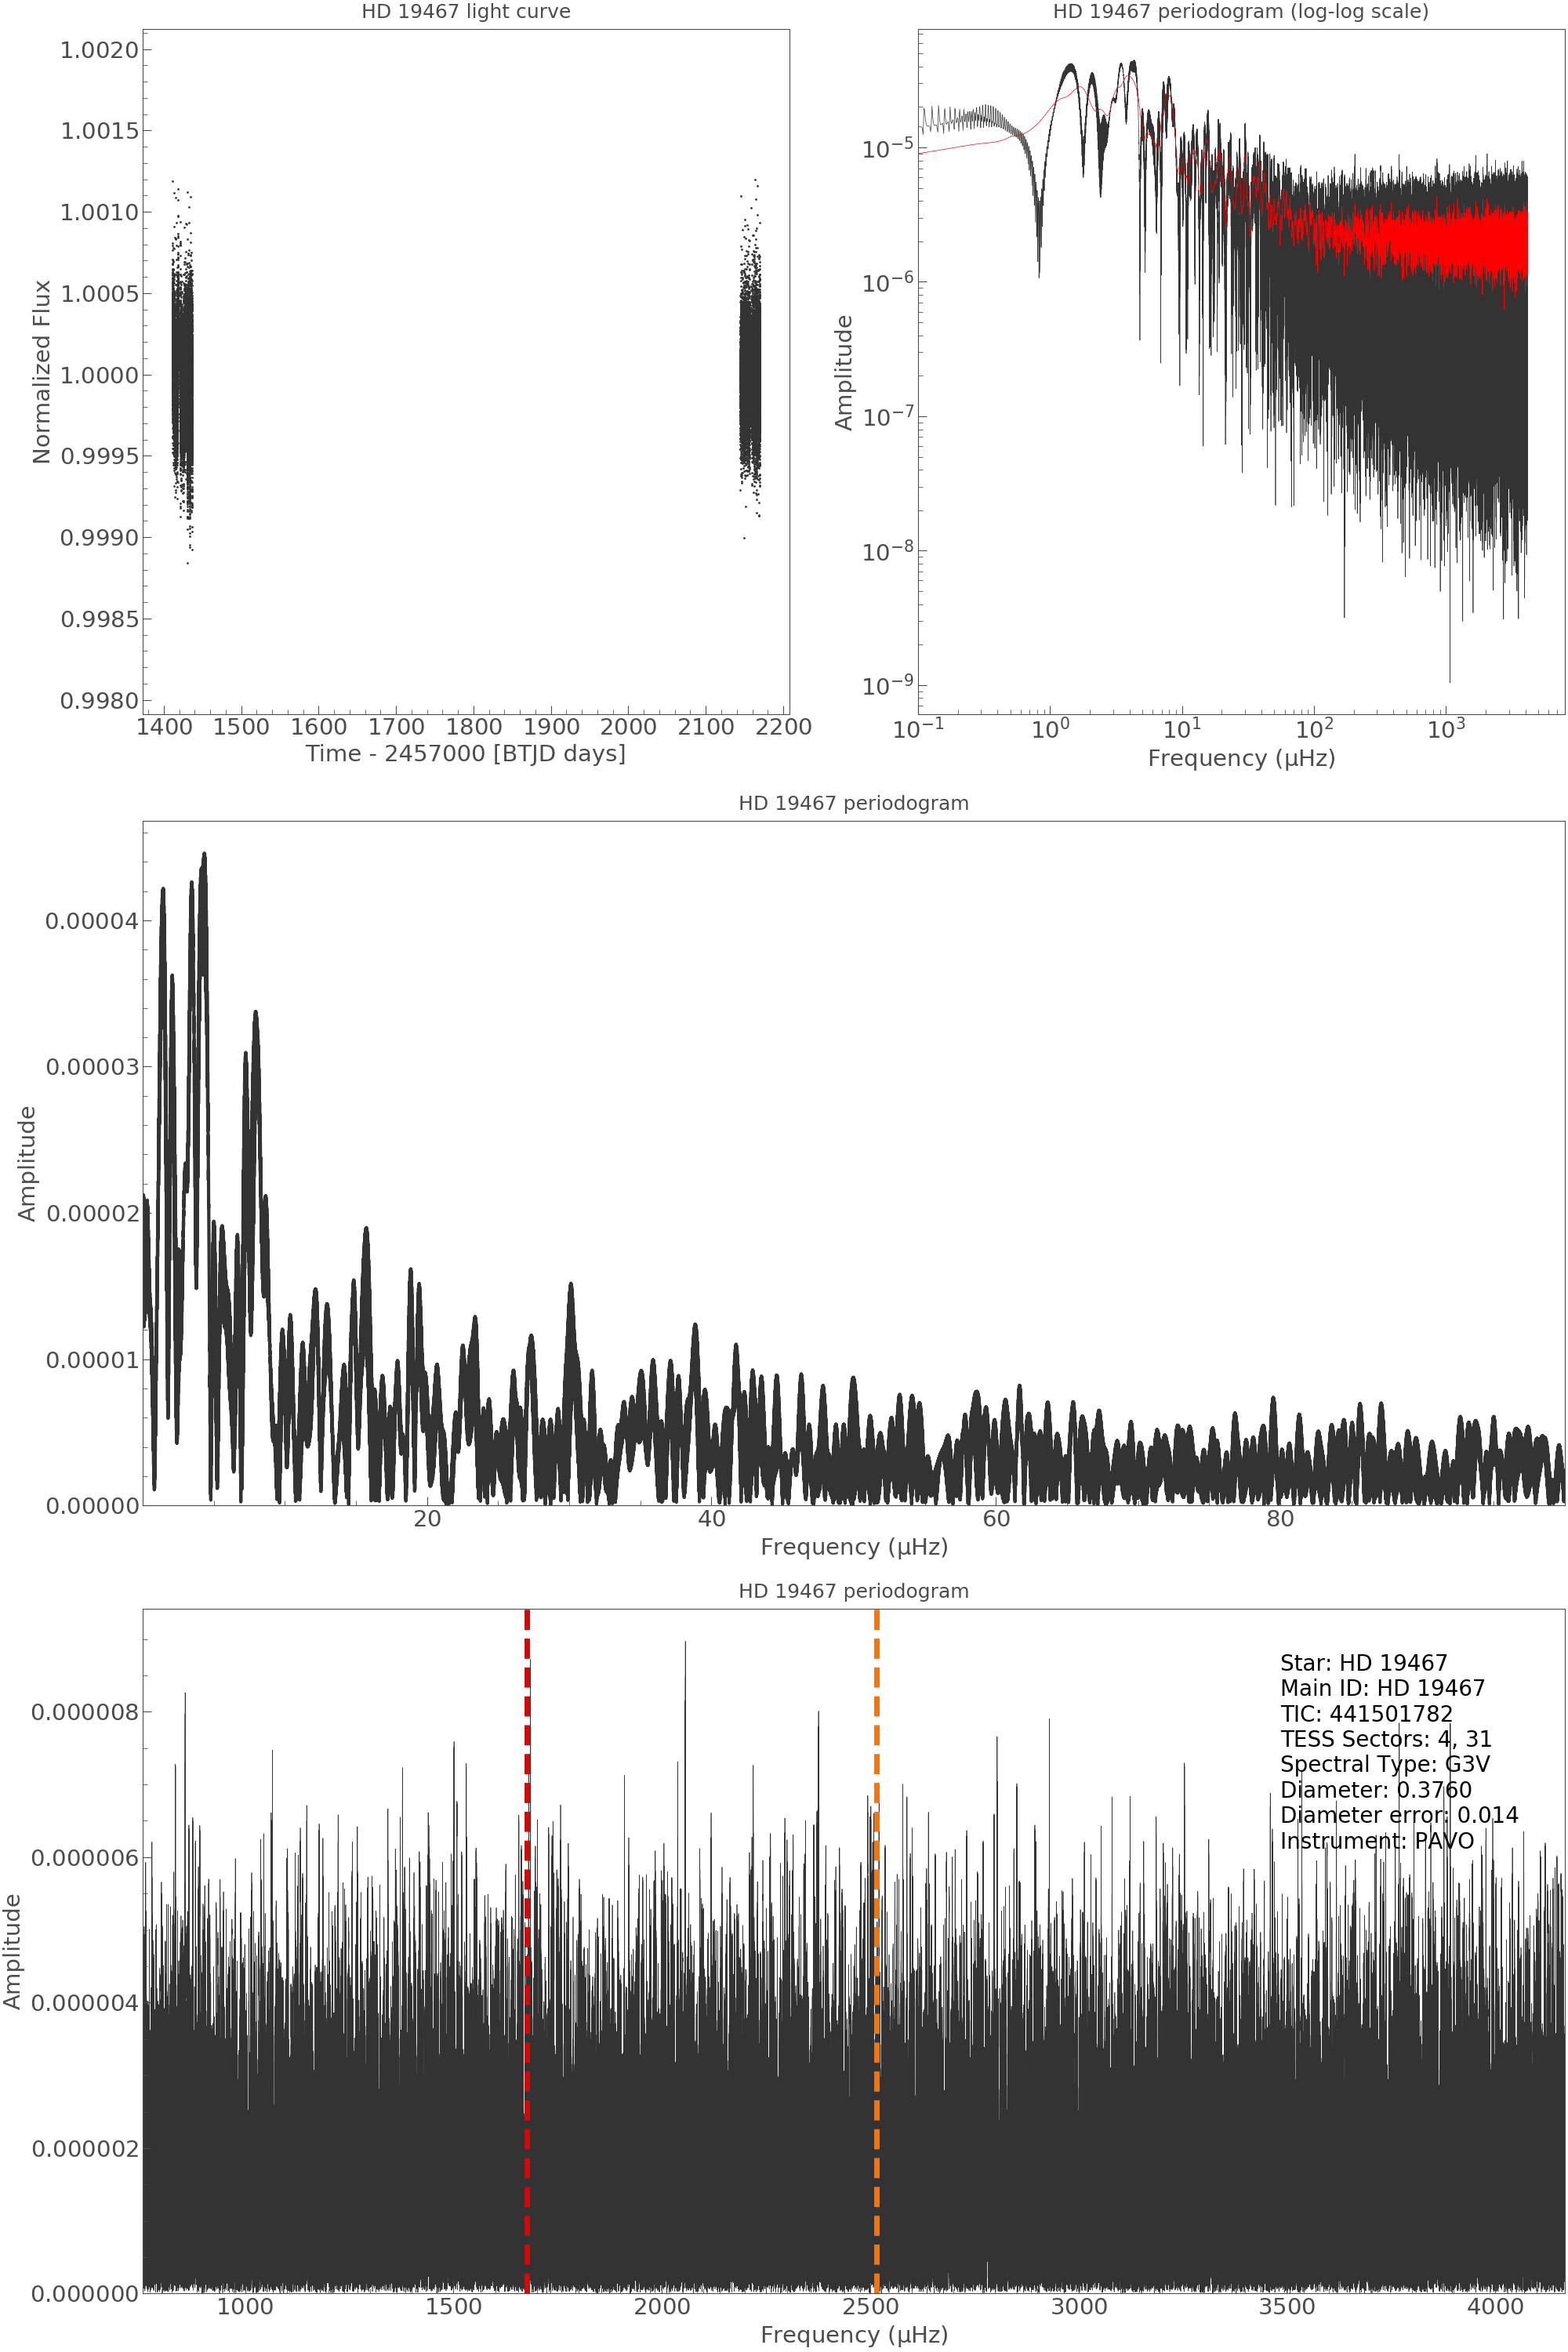 HD 19467 light curve
1.0020
1.0015
1.0010
1.0005
1.0000
0.9995
0.9990
0.9985
0.9980
Normalized Flux
1400 1500 1600 1700 1800 1900 2000 2100 2200
Time - 2457000 [BTJD days]
HD 19467 periodogram (log-log scale)
10⁻⁵
10⁻⁶
10⁻⁷
10⁻⁸
10⁻⁹
Amplitude
10⁻¹ 10⁰ 10¹ 10² 10³
Frequency (µHz)
HD 19467 periodogram
0.00004
0.00003
0.00002
0.00001
0.00000
Amplitude
20 40 60 80
Frequency (µHz)
HD 19467 periodogram
0.000008
0.000006
0.000004
0.000002
0.000000
Amplitude
Star: HD 19467
Main ID: HD 19467
TIC: 441501782
TESS Sectors: 4, 31
Spectral Type: G3V
Diameter: 0.3760
Diameter error: 0.014
Instrument: PAVO
1000 1500 2000 2500 3000 3500 4000
Frequency (µHz)